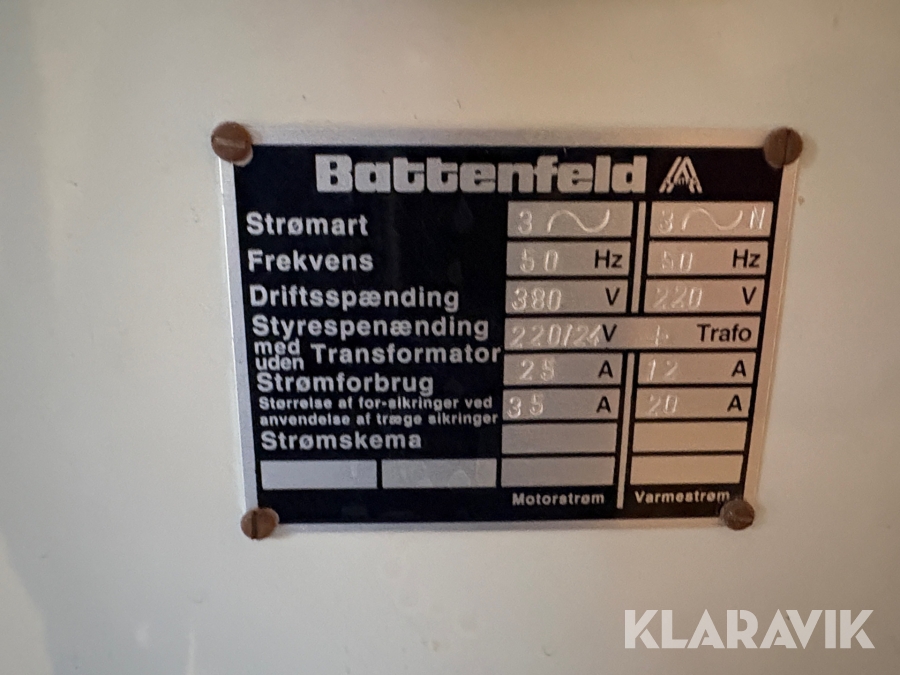 Battenfeld
Strømart 3 3 N
Frekvens 50 Hz 50 Hz
Driftsspænding 380 V 220 V
Styrespenænding 220/24 V + Trafo
med
uden Transformator
Strømforbrug 25 A 12 A
Størrelse af for-sikringer ved
anvendelse af træge sikringer 35 A 20 A
Strømskema
Motorstrøm Varmestrøm
KLARAVIK